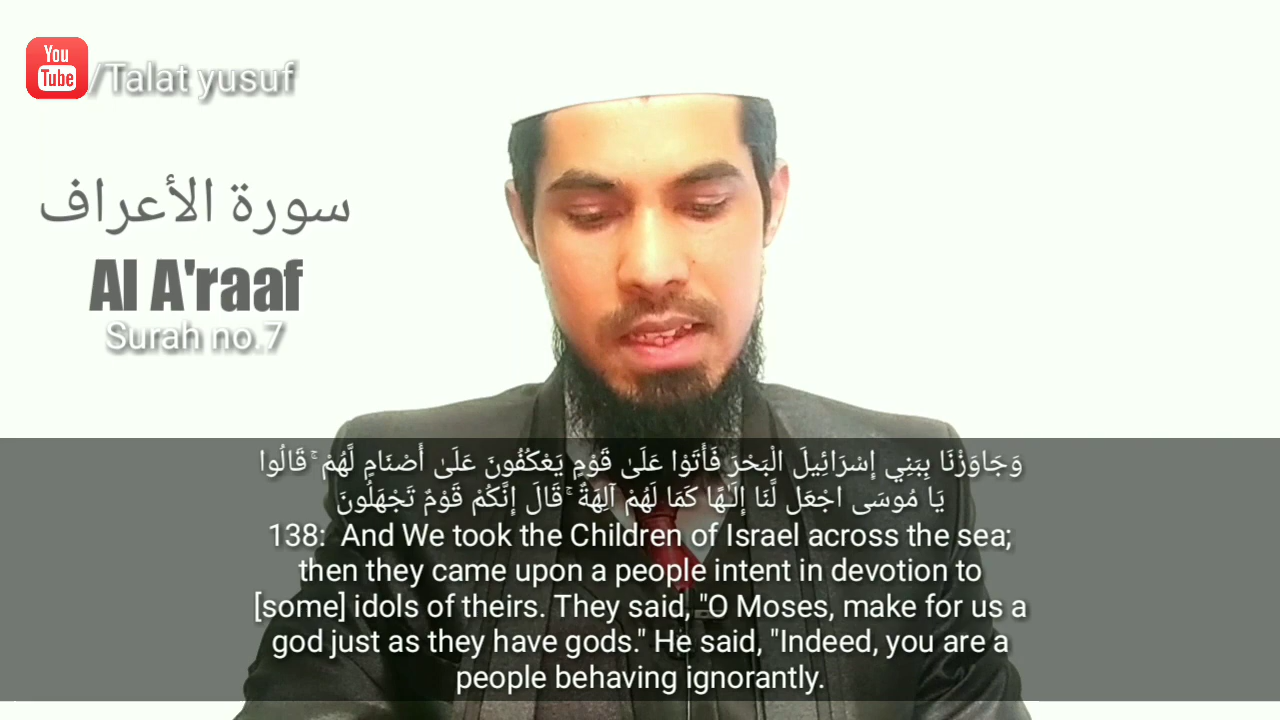 You
Tube
/Talat yusuf
سورة الأعراف
Al A'raaf
Surah no.7
وَجَاوَزْنَا بِبَنِي إِسْرَائِيلَ الْبَحْرَ فَأَتَوْا عَلَىٰ قَوْمٍ يَعْكُفُونَ عَلَىٰ أَصْنَامٍ لَّهُمْ ۚ قَالُوا
يَا مُوسَى اجْعَل لَّنَا إِلَـٰهًا كَمَا لَهُمْ آلِهَةٌ ۚ قَالَ إِنَّكُمْ قَوْمٌ تَجْهَلُونَ
138:  And We took the Children of Israel across the sea;
then they came upon a people intent in devotion to
[some] idols of theirs. They said, "O Moses, make for us a
god just as they have gods." He said, "Indeed, you are a
people behaving ignorantly.